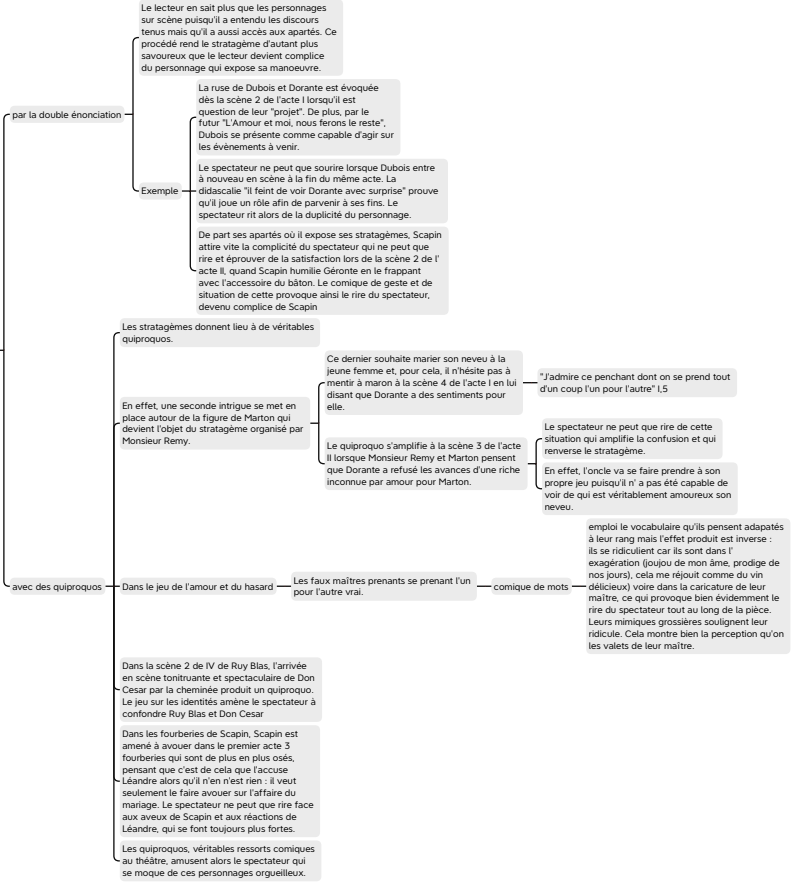 Le lecteur en sait plus que les personnages
sur scène puisqu'il a entendu les discours
tenus mais qu'il a aussi accès aux apartés. Ce
procédé rend le stratagème d'autant plus
savoureux que le lecteur devient complice
du personnage qui expose sa manoeuvre.
par la double énonciation
La ruse de Dubois et Dorante est évoquée
dès la scène 2 de l'acte I lorsqu'il est
question de leur "projet". De plus, par le
futur "L'Amour et moi, nous ferons le reste",
Dubois se présente comme capable d'agir sur
les évènements à venir.
Exemple
Le spectateur ne peut que sourire lorsque Dubois entre
à nouveau en scène à la fin du même acte. La
didascalie "il feint de voir Dorante avec surprise" prouve
qu'il joue un rôle afin de parvenir à ses fins. Le
spectateur rit alors de la duplicité du personnage.
De part ses apartés où il expose ses stratagèmes, Scapin
attire vite la complicité du spectateur qui ne peut que
rire et éprouver de la satisfaction lors de la scène 2 de l'
acte II, quand Scapin humilie Géronte en le frappant
avec l'accessoire du bâton. Le comique de geste et de
situation de cette provoque ainsi le rire du spectateur,
devenu complice de Scapin
Les stratagèmes donnent lieu à de véritables
quiproquos.
En effet, une seconde intrigue se met en
place autour de la figure de Marton qui
devient l'objet du stratagème organisé par
Monsieur Remy.
Ce dernier souhaite marier son neveu à la
jeune femme et, pour cela, il n'hésite pas à
mentir à maron à la scène 4 de l'acte I en lui
disant que Dorante a des sentiments pour
elle.
"J'admire ce penchant dont on se prend tout
d'un coup l'un pour l'autre" I,5
Le quiproquo s'amplifie à la scène 3 de l'acte
II lorsque Monsieur Remy et Marton pensent
que Dorante a refusé les avances d'une riche
inconnue par amour pour Marton.
Le spectateur ne peut que rire de cette
situation qui amplifie la confusion et qui
renverse le stratagème.
En effet, l'oncle va se faire prendre à son
propre jeu puisqu'il n' a pas été capable de
voir de qui est véritablement amoureux son
neveu.
avec des quiproquos
Dans le jeu de l'amour et du hasard
Les faux maîtres prenants se prenant l'un
pour l'autre vrai.
comique de mots
emploi le vocabulaire qu'ils pensent adapatés
à leur rang mais l'effet produit est inverse :
ils se ridiculient car ils sont dans l'
exagération (joujou de mon âme, prodige de
nos jours), cela me réjouit comme du vin
délicieux) voire dans la caricature de leur
maître, ce qui provoque bien évidemment le
rire du spectateur tout au long de la pièce.
Leurs mimiques grossières soulignent leur
ridicule. Cela montre bien la perception qu'on
les valets de leur maître.
Dans la scène 2 de IV de Ruy Blas, l'arrivée
en scène tonitruante et spectaculaire de Don
Cesar par la cheminée produit un quiproquo.
Le jeu sur les identités amène le spectateur à
confondre Ruy Blas et Don Cesar
Dans les fourberies de Scapin, Scapin est
amené à avouer dans le premier acte 3
fourberies qui sont de plus en plus osés,
pensant que c'est de cela que l'accuse
Léandre alors qu'il n'en n'est rien : il veut
seulement le faire avouer sur l'affaire du
mariage. Le spectateur ne peut que rire face
aux aveux de Scapin et aux réactions de
Léandre, qui se font toujours plus fortes.
Les quiproquos, véritables ressorts comiques
au théâtre, amusent alors le spectateur qui
se moque de ces personnages orgueilleux.